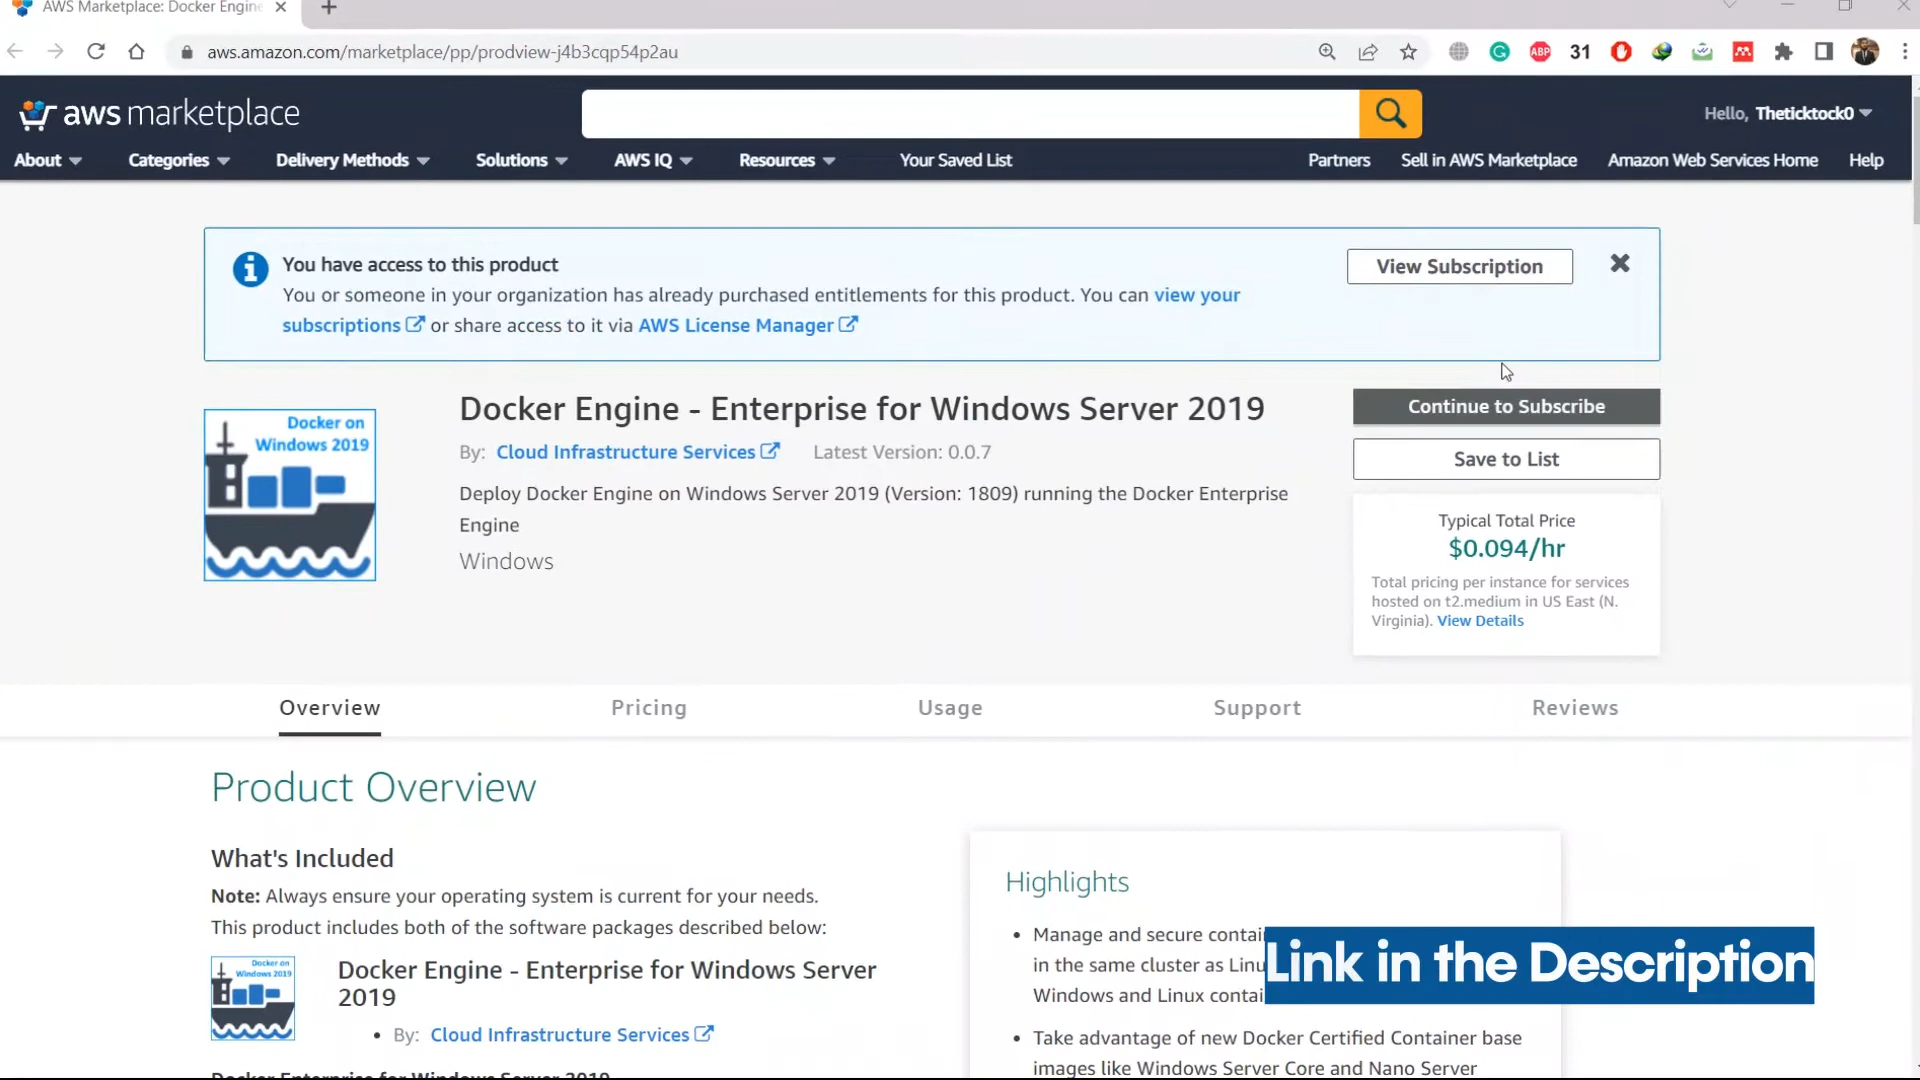 AWS Marketplace: Docker Engine
aws.amazon.com/marketplace/pp/prodview-j4b3cqp54p2au
ABP
31
aws marketplace
Hello, Theticktock0
About
Categories
Delivery Methods
Solutions
AWS IQ
Resources
Your Saved List
Partners
Sell in AWS Marketplace
Amazon Web Services Home
Help
You have access to this product
You or someone in your organization has already purchased entitlements for this product. You can view your
subscriptions or share access to it via AWS License Manager
View Subscription
Docker on
Windows 2019
Docker Engine - Enterprise for Windows Server 2019
By: Cloud Infrastructure Services Latest Version: 0.0.7
Deploy Docker Engine on Windows Server 2019 (Version: 1809) running the Docker Enterprise
Engine
Windows
Continue to Subscribe
Save to List
Typical Total Price
$0.094/hr
Total pricing per instance for services
hosted on t2.medium in US East (N.
Virginia). View Details
Overview
Pricing
Usage
Support
Reviews
Product Overview
What's Included
Note: Always ensure your operating system is current for your needs.
This product includes both of the software packages described below:
Docker on
Windows 2019
Docker Engine - Enterprise for Windows Server
2019
• By: Cloud Infrastructure Services
Docker Enterprise for Windows Server 2019
Highlights
• Manage and secure contai
in the same cluster as Linu
Windows and Linux contai
• Take advantage of new Docker Certified Container base
images like Windows Server Core and Nano Server
Link in the Description